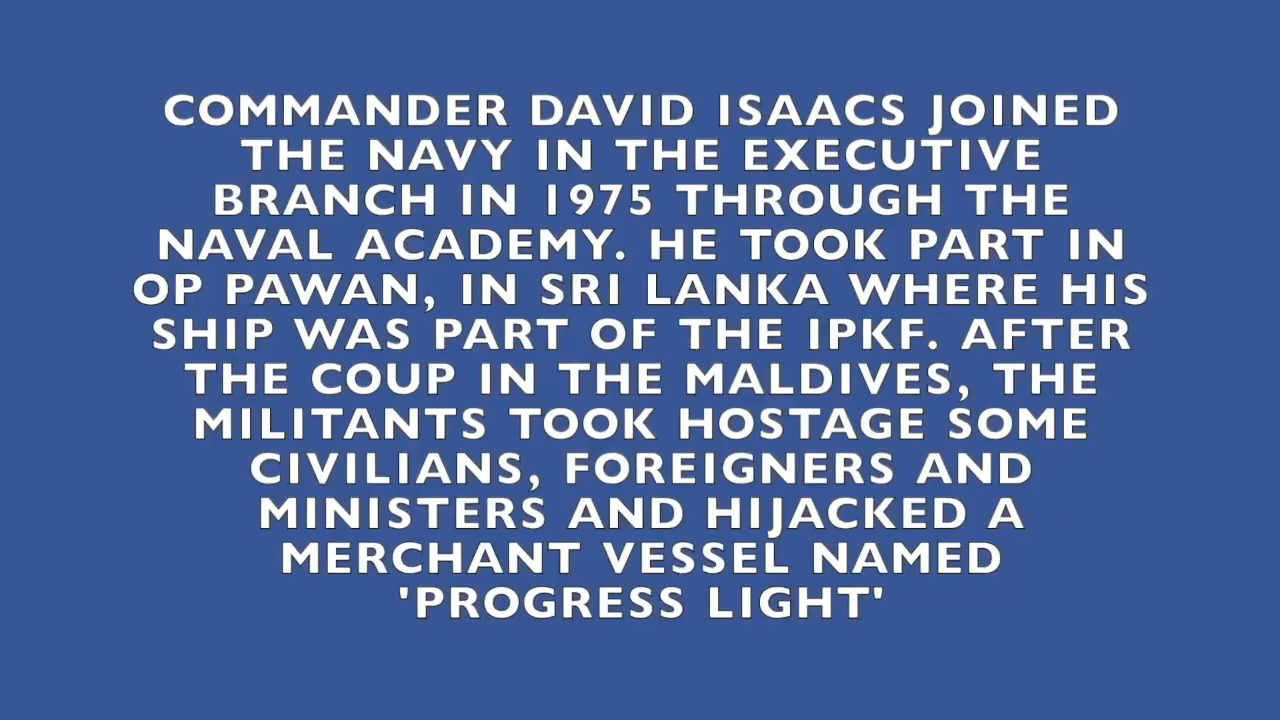 COMMANDER DAVID ISAACS JOINED
THE NAVY IN THE EXECUTIVE
BRANCH IN 1975 THROUGH THE
NAVAL ACADEMY. HE TOOK PART IN
OP PAWAN, IN SRI LANKA WHERE HIS
SHIP WAS PART OF THE IPKF. AFTER
THE COUP IN THE MALDIVES, THE
MILITANTS TOOK HOSTAGE SOME
CIVILIANS, FOREIGNERS AND
MINISTERS AND HIJACKED A
MERCHANT VESSEL NAMED
'PROGRESS LIGHT'